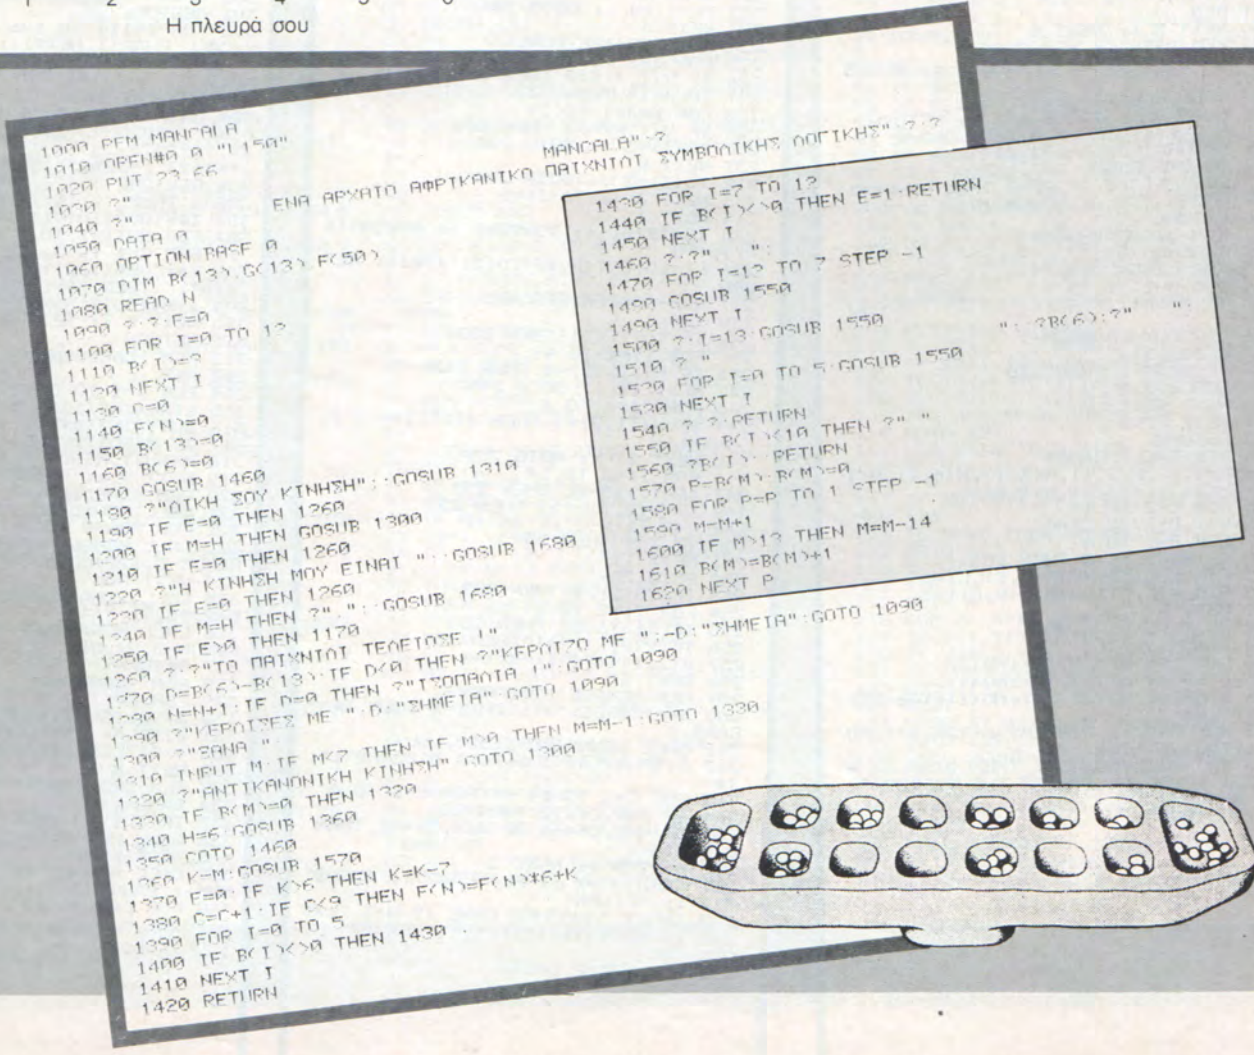 1 2 3 4 5 6
Η πλευρά σου
1000 REM MANCALA
1010 OPEN#0 0 "L150"
1020 PUT 23 66
1030 ?" MANCALA":?
1040 ?" ΕΝΑ ΑΡΧΑΙΟ ΑΦΡΙΚΑΝΙΚΟ ΠΑΙΧΝΙΔΙ ΣΥΜΒΟΛΙΚΗΣ ΛΟΓΙΚΗΣ":?:?
1050 DATA 0
1060 OPTION BASE 0
1070 DIM B(13),G(13),F(50)
1080 READ N
1090 ?:?:E=0
1100 FOR I=0 TO 12
1110 B(I)=3
1120 NEXT I
1130 C=0
1140 F(N)=0
1150 B(13)=0
1160 B(6)=0
1170 GOSUB 1460
1180 ?"ΔΙΚΗ ΣΟΥ ΚΙΝΗΣΗ";:GOSUB 1310
1190 IF E=0 THEN 1260
1200 IF M=H THEN GOSUB 1300
1210 IF E=0 THEN 1260
1220 ?"Η ΚΙΝΗΣΗ ΜΟΥ ΕΙΝΑΙ ";:GOSUB 1680
1230 IF E=0 THEN 1260
1240 IF M=H THEN ?",";:GOSUB 1680
1250 IF E>0 THEN 1170
1260 ?:?"ΤΟ ΠΑΙΧΝΙΔΙ ΤΕΛΕΙΩΣΕ !"
1270 D=B(6)-B(13):IF D<0 THEN ?"ΚΕΡΔΙΖΩ ΜΕ ";-D;"ΣΗΜΕΙΑ":GOTO 1090
1280 N=N+1:IF D=0 THEN ?"ΙΣΟΠΑΛΙΑ !":GOTO 1090
1290 ?"ΚΕΡΔΙΣΕΣ ΜΕ ";D;"ΣΗΜΕΙΑ":GOTO 1090
1300 ?"ΞΑΝΑ ";
1310 INPUT M:IF M<7 THEN IF M>0 THEN M=M-1:GOTO 1330
1320 ?"ΑΝΤΙΚΑΝΟΝΙΚΗ ΚΙΝΗΣΗ":GOTO 1300
1330 IF B(M)=0 THEN 1320
1340 H=6:GOSUB 1360
1350 GOTO 1460
1360 K=M:GOSUB 1570
1370 E=0:IF K>6 THEN K=K-7
1380 C=C+1:IF C<9 THEN F(N)=F(N)*6+K
1390 FOR I=0 TO 5
1400 IF B(I)<>0 THEN 1430
1410 NEXT I
1420 RETURN
1430 FOR I=7 TO 12
1440 IF B(I)<>0 THEN E=1:RETURN
1450 NEXT I
1460 ?:?" ";
1470 FOR I=12 TO 7 STEP -1
1480 GOSUB 1550
1490 NEXT I
1500 ?:I=13:GOSUB 1550
1510 ?" ";:?B(6);:?" ";
1520 FOR I=0 TO 5:GOSUB 1550
1530 NEXT I
1540 ?:?:RETURN
1550 IF B(I)<10 THEN ?" ";
1560 ?B(I);:RETURN
1570 P=B(M):B(M)=0
1580 FOR P=P TO 1 STEP -1
1590 M=M+1
1600 IF M>13 THEN M=M-14
1610 B(M)=B(M)+1
1620 NEXT P